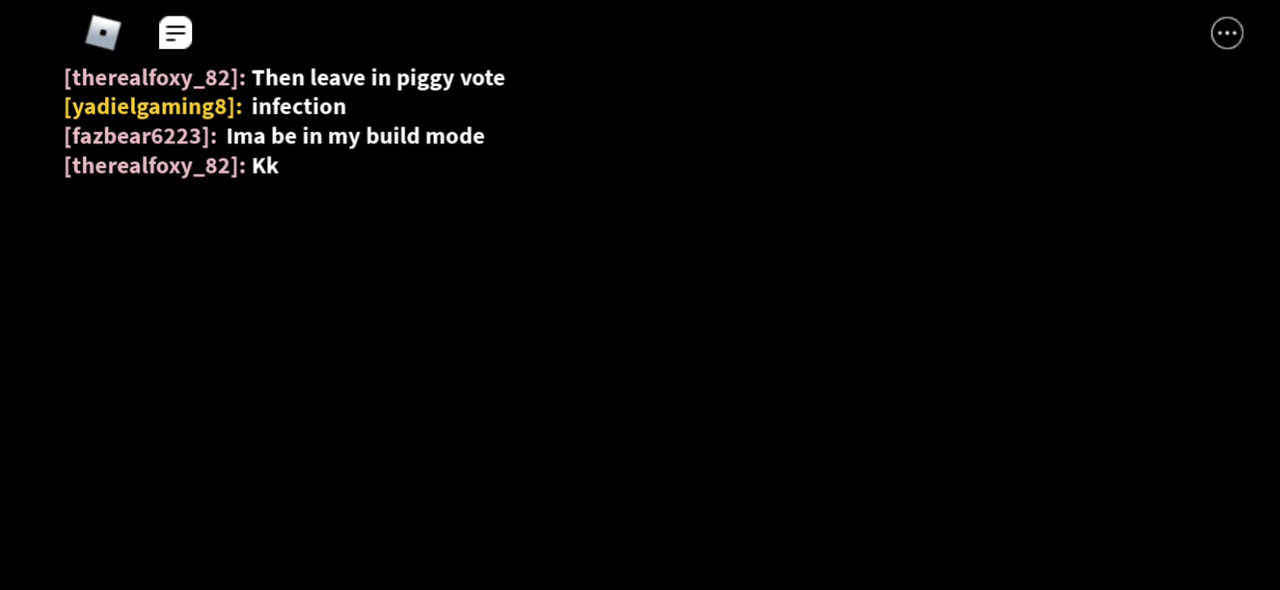 [therealfoxy_82]: Then leave in piggy vote
[yadielgaming8]: infection
[fazbear6223]: Ima be in my build mode
[therealfoxy_82]: Kk